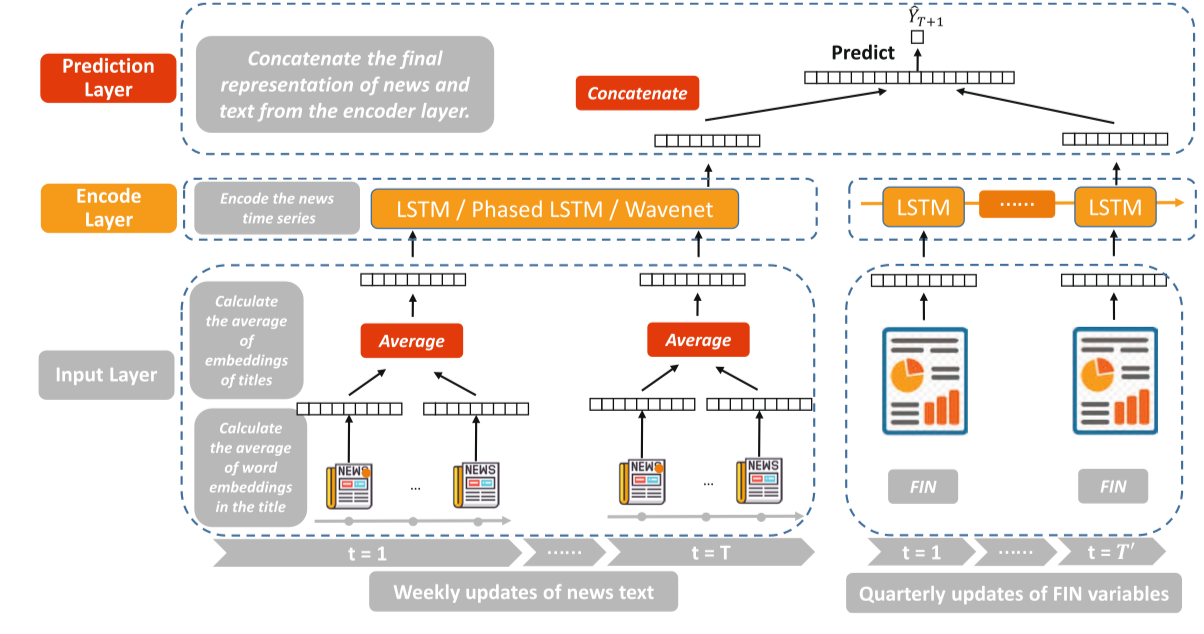 Ŷ_{T+1}
Predict
Prediction
Layer
Concatenate the final
representation of news and
text from the encoder layer.
Concatenate
Encode
Layer
Encode the news
time series
LSTM / Phased LSTM / Wavenet
LSTM
......
LSTM
Input Layer
Calculate
the average
of
embeddings
of titles
Average
Average
Calculate
the average
of word
embeddings
in the title
NEWS
...
NEWS
NEWS
...
NEWS
FIN
FIN
t = 1
......
t = T
t = 1
......
t = T′
Weekly updates of news text
Quarterly updates of FIN variables